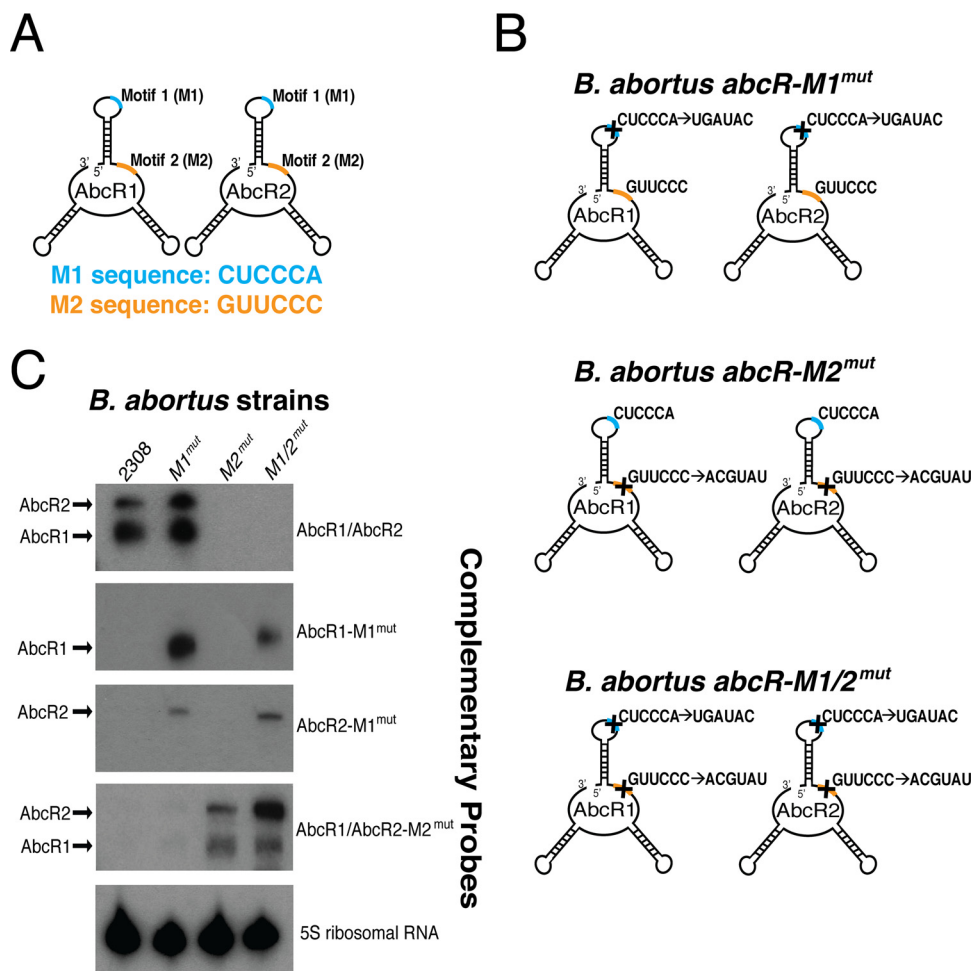 A
Motif 1 (M1)
Motif 1 (M1)
3'
5'
Motif 2 (M2)
3'
5'
Motif 2 (M2)
AbcR1
AbcR2
M1 sequence: CUCCCA
M2 sequence: GUUCCC
B
B. abortus abcR-M1mut
CUCCCA→UGAUAC
CUCCCA→UGAUAC
3'
5'
GUUCCC
3'
5'
GUUCCC
AbcR1
AbcR2
B. abortus abcR-M2mut
CUCCCA
CUCCCA
3'
5'
GUUCCC→ACGUAU
3'
5'
GUUCCC→ACGUAU
AbcR1
AbcR2
B. abortus abcR-M1/2mut
CUCCCA→UGAUAC
CUCCCA→UGAUAC
3'
5'
GUUCCC→ACGUAU
3'
5'
GUUCCC→ACGUAU
AbcR1
AbcR2
C
B. abortus strains
2308
M1mut
M2mut
M1/2mut
AbcR2
AbcR1
AbcR1/AbcR2
AbcR1
AbcR1-M1mut
AbcR2
AbcR2-M1mut
AbcR2
AbcR1
AbcR1/AbcR2-M2mut
5S ribosomal RNA
Complementary Probes